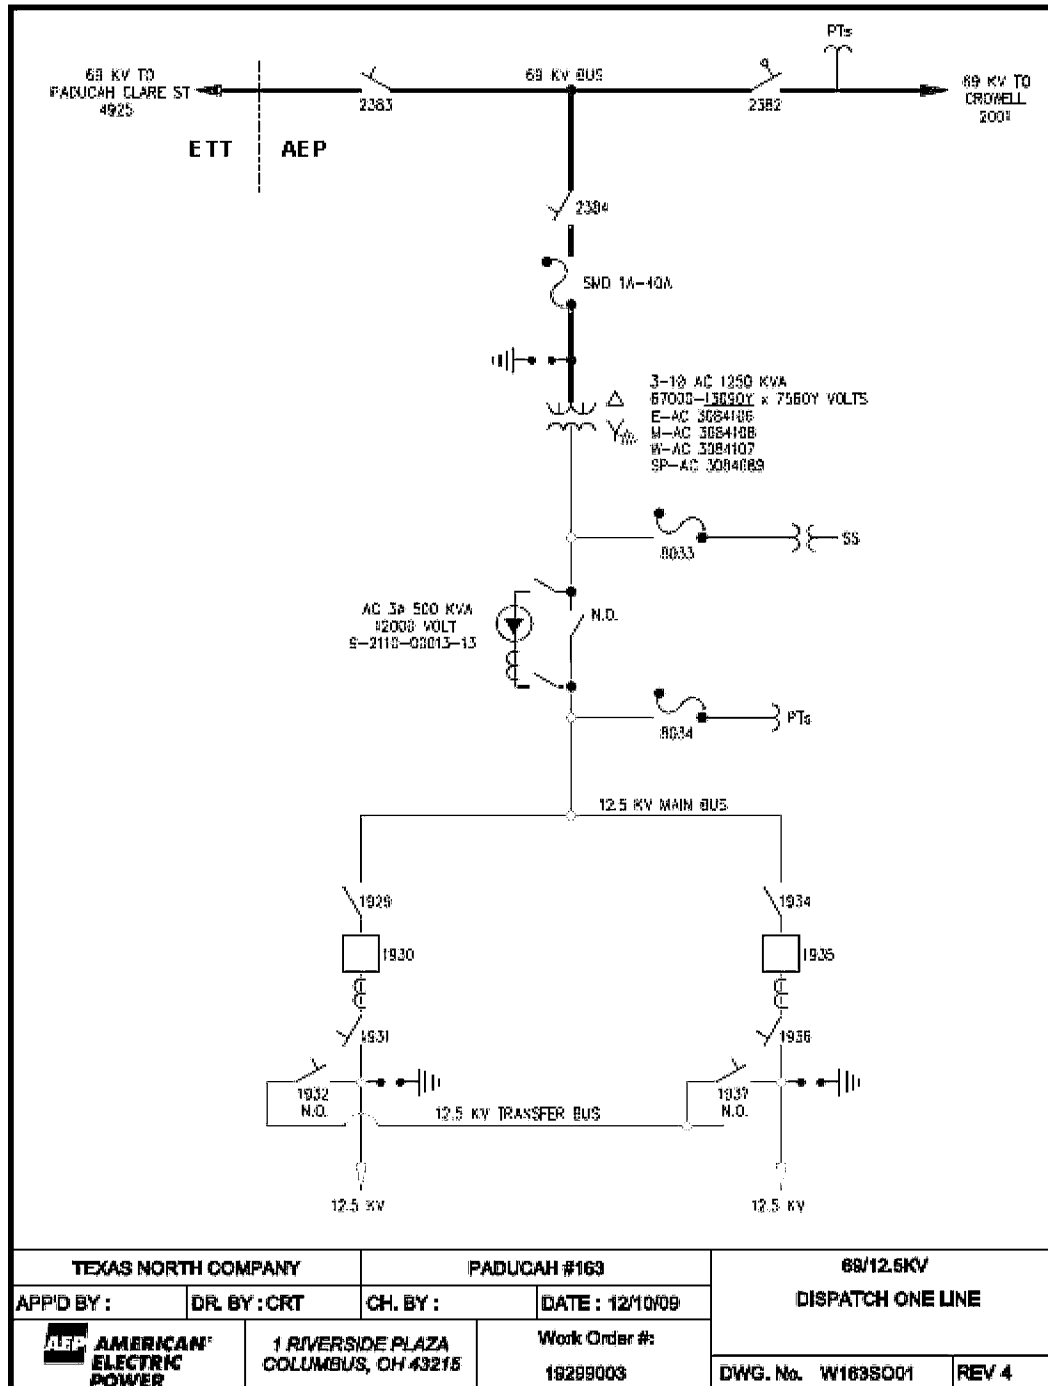 PTs
69 KV TO
PADUCAH CLARE ST
4925
2383
69 KV BUS
2382
69 KV TO
CROWELL
2001
ETT
AEP
2384
SMD 1A-40A
3-1Ø AC 1250 KVA
67000-13090Y x 7560Y VOLTS
E-AC 3084106
M-AC 3084108
W-AC 3084107
SP-AC 3084089
8033
SS
AC 3Ø 500 KVA
12000 VOLT
N.O.
PTs
8034
12.5 KV MAIN BUS
1929
1934
1930
1935
1931
1936
1932
N.O.
1937
N.O.
12.5 KV TRANSFER BUS
12.5 KV
12.5 KV
TEXAS NORTH COMPANY
PADUCAH #163
69/12.5KV
DISPATCH ONE LINE
APP'D BY :
DR. BY : CRT
CH. BY :
DATE : 12/10/09
AEP AMERICAN
ELECTRIC
POWER
1 RIVERSIDE PLAZA
COLUMBUS, OH 43215
Work Order #:
19299003
DWG. No. W163SO01
REV 4